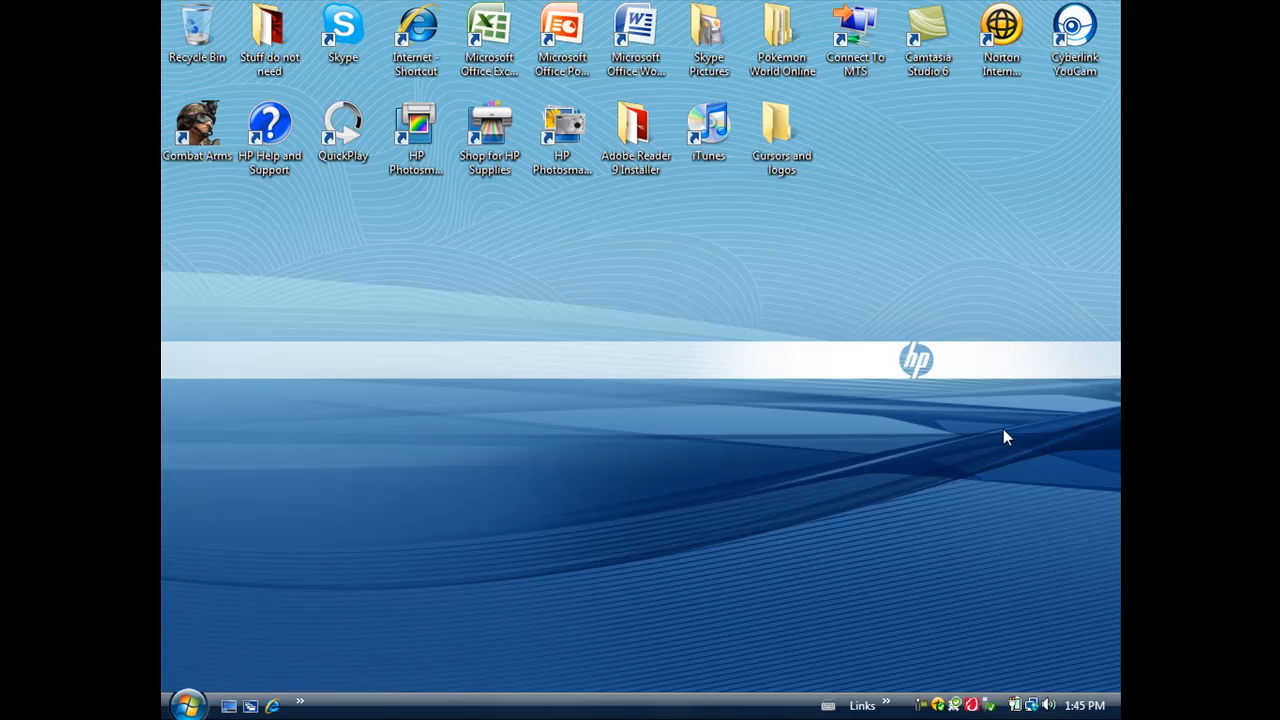 Recycle Bin
Stuff do not
need
Skype
Internet -
Shortcut
Microsoft
Office Exc...
Microsoft
Office Po...
Microsoft
Office Wo...
Skype
Pictures
Pokemon
World Online
Connect To
MTS
Camtasia
Studio 6
Norton
Intern...
Cyberlink
YouCam
Combat Arms
HP Help and
Support
QuickPlay
HP
Photosm...
Shop for HP
Supplies
HP
Photosma...
Adobe Reader
9 Installer
iTunes
Cursors and
logos
hp
Links
1:45 PM